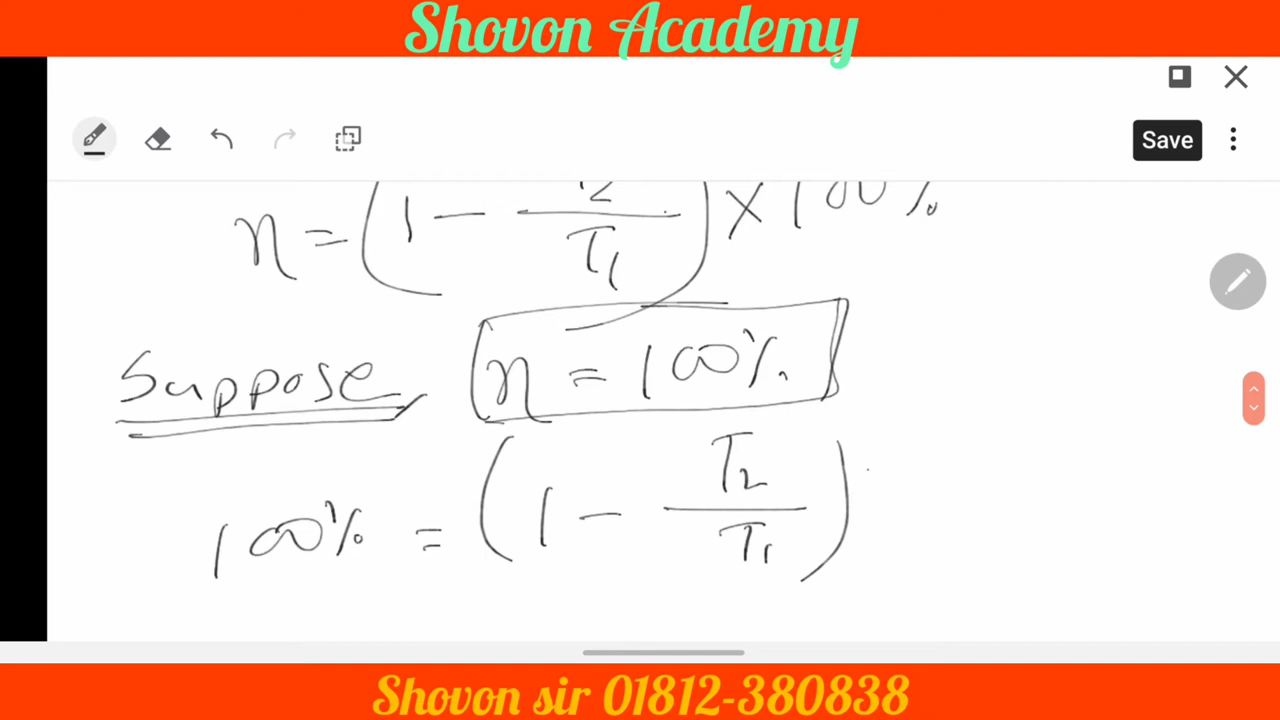 Shovon Academy
Save
η = (1 - T2/T1) × 100%
Suppose η = 100%
100% = (1 - T2/T1)
Shovon sir 01812-380838